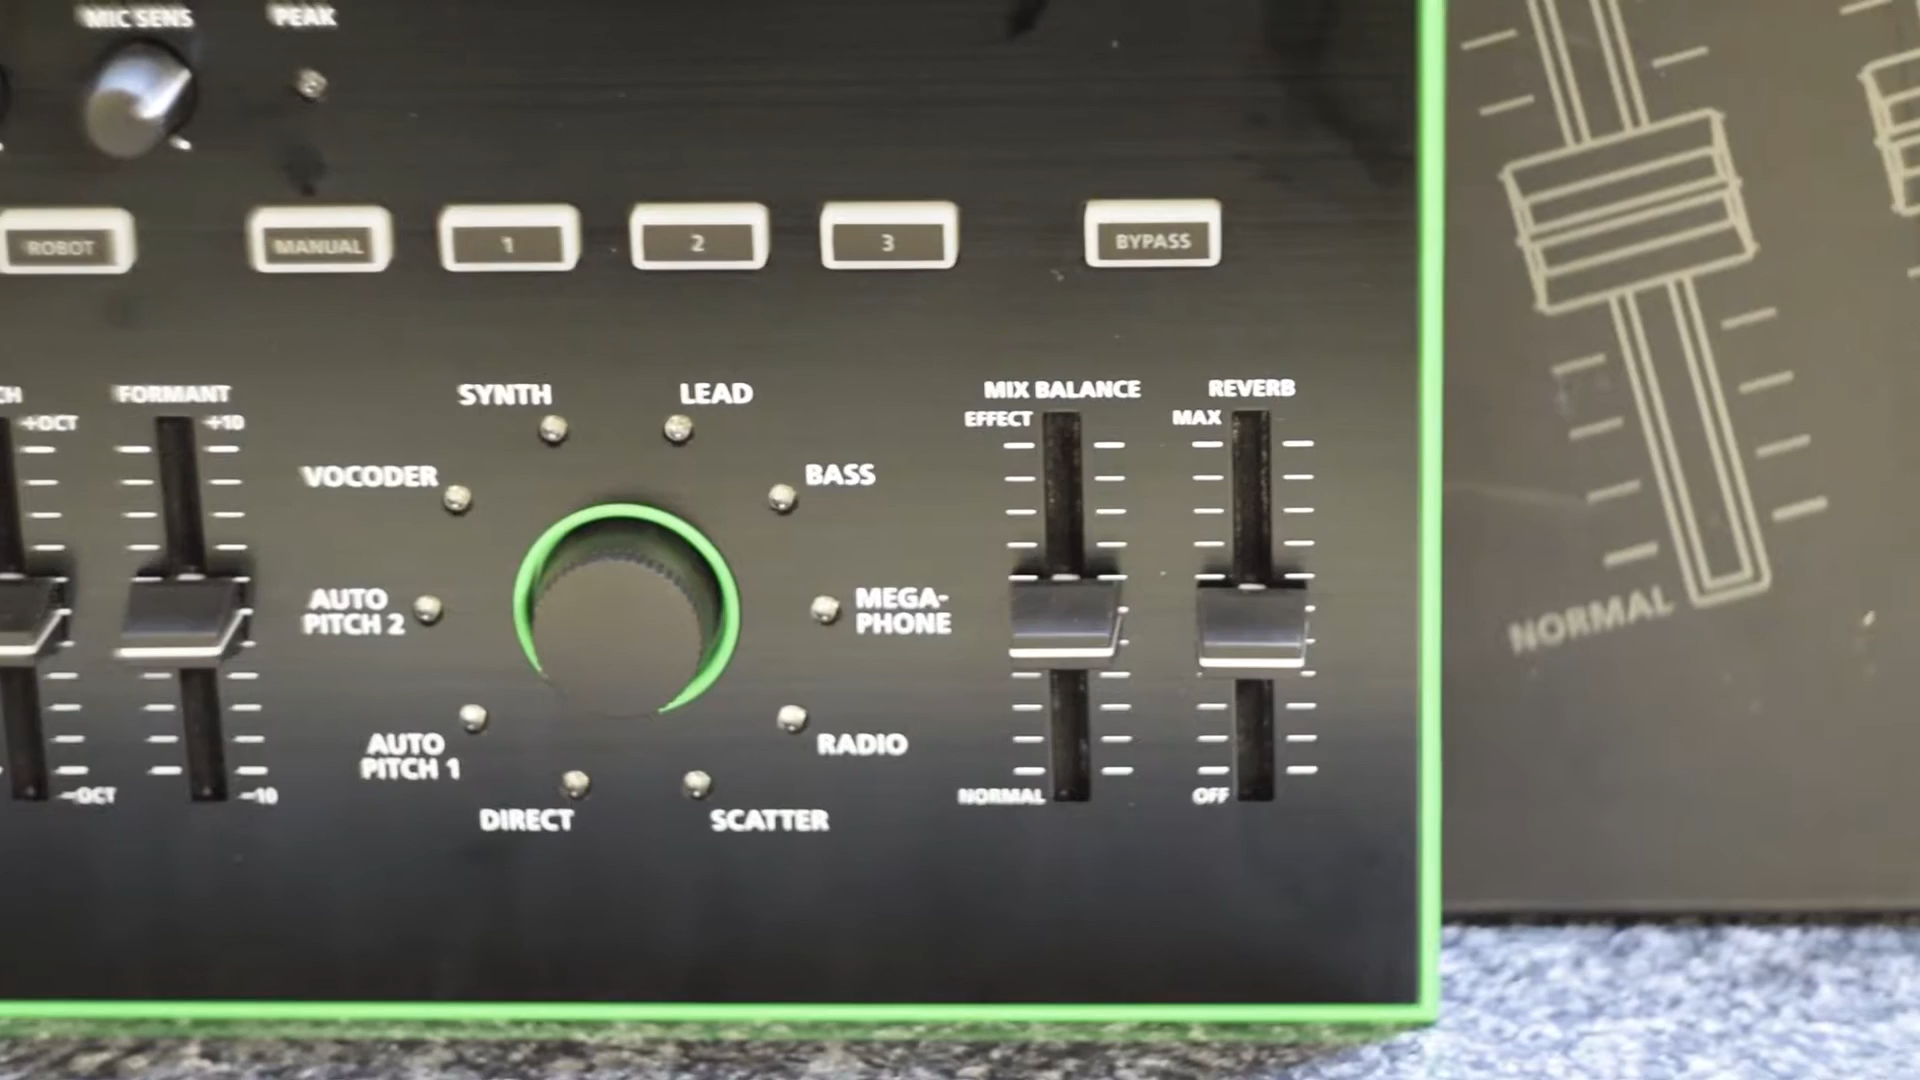 MIC SENS
PEAK
ROBOT
MANUAL
1
2
3
BYPASS
FORMANT
+OCT
+10
-OCT
-10
SYNTH
LEAD
VOCODER
BASS
AUTO
PITCH 2
MEGA-
PHONE
AUTO
PITCH 1
RADIO
DIRECT
SCATTER
MIX BALANCE
EFFECT
NORMAL
REVERB
MAX
OFF
NORMAL